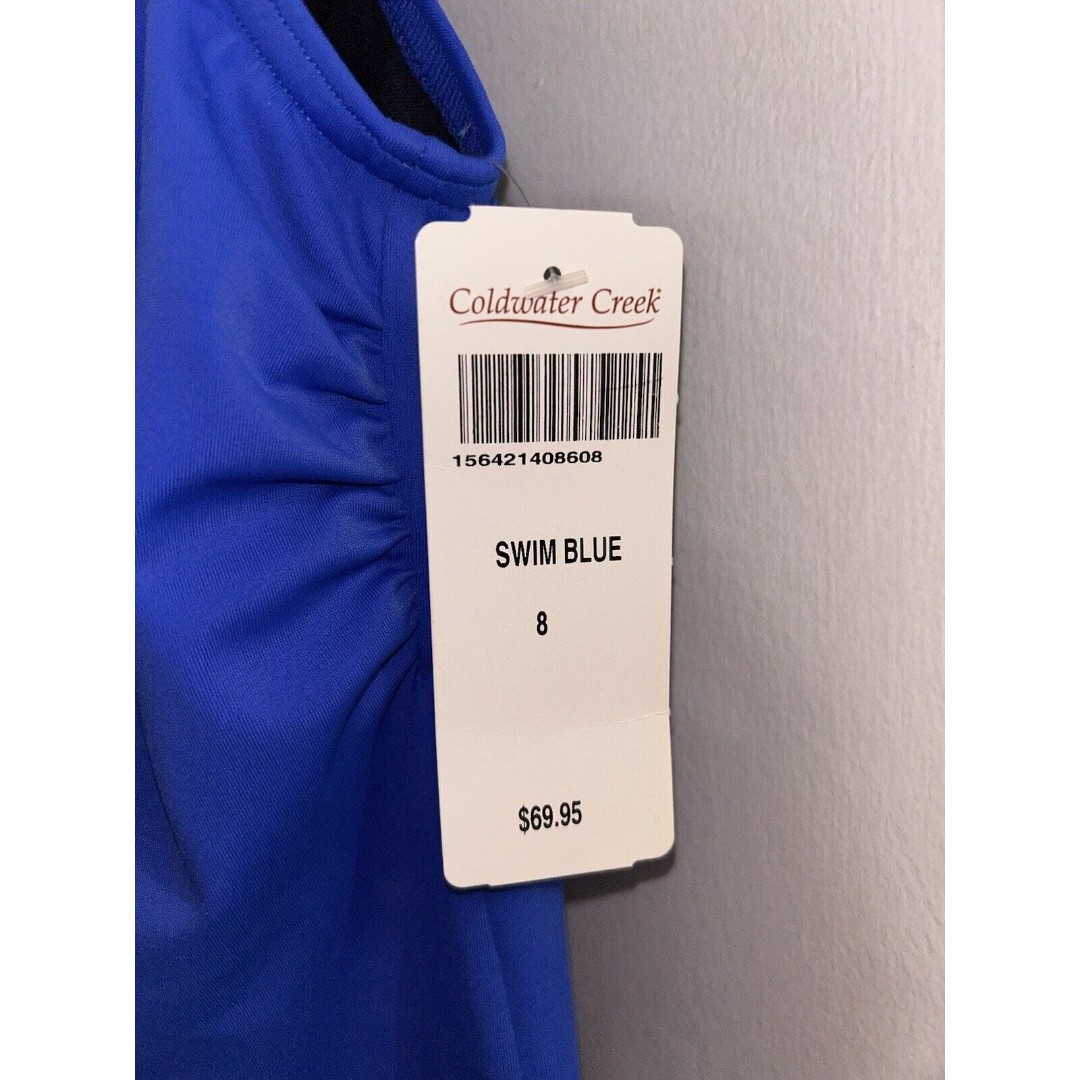 Coldwater Creek®
156421408608
SWIM BLUE
8
$69.95